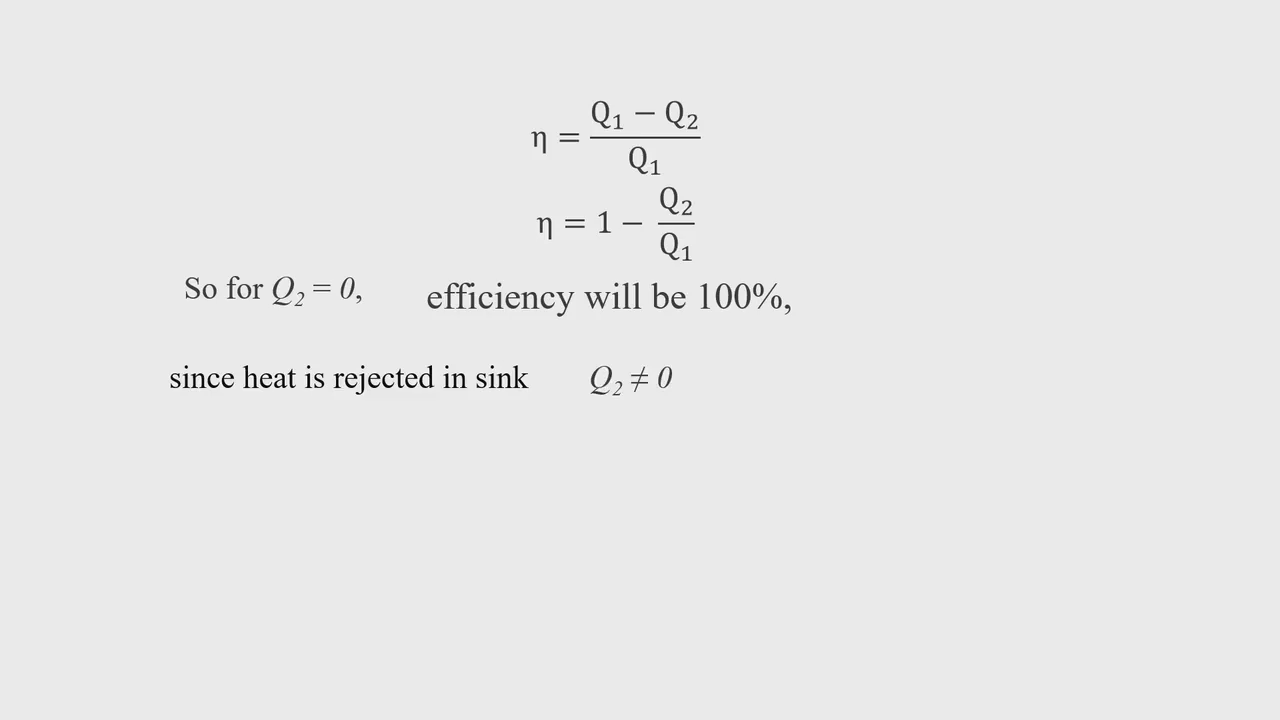 η = (Q₁ − Q₂) / Q₁
η = 1 − Q₂ / Q₁
So for Q₂ = 0, efficiency will be 100%,
since heat is rejected in sink Q₂ ≠ 0